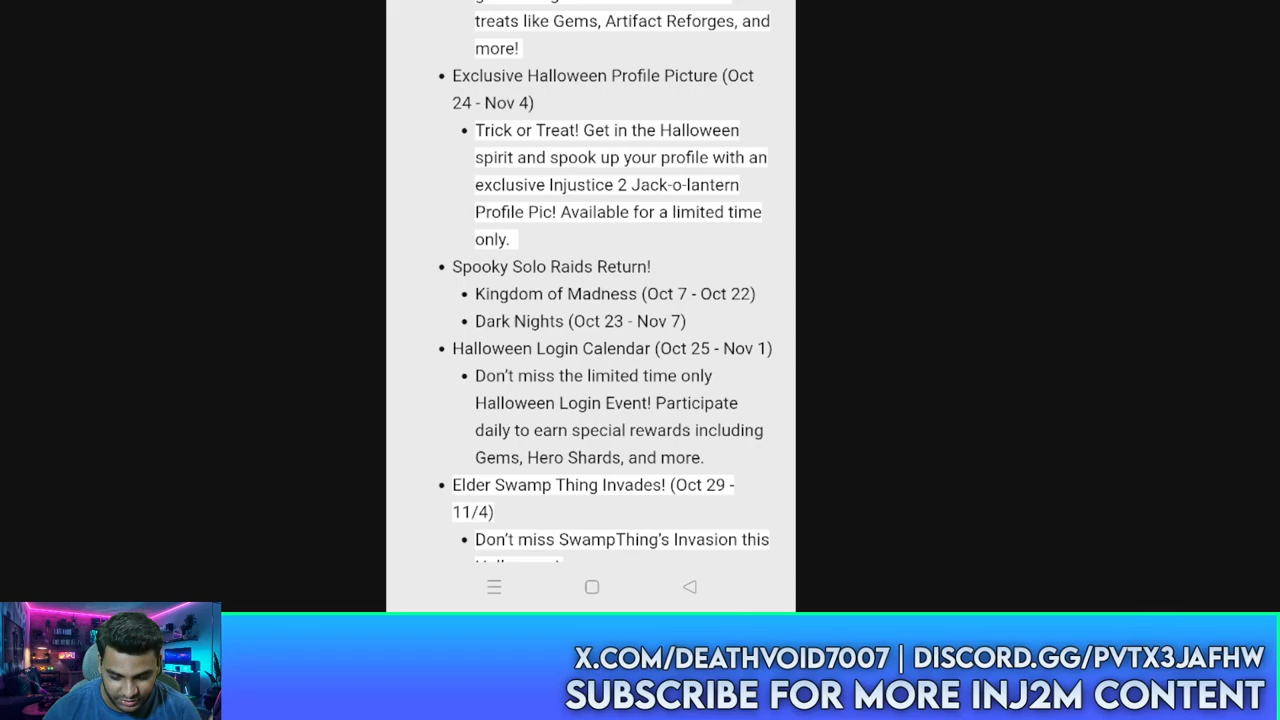 treats like Gems, Artifact Reforges, and
more!
• Exclusive Halloween Profile Picture (Oct
24 - Nov 4)
• Trick or Treat! Get in the Halloween
spirit and spook up your profile with an
exclusive Injustice 2 Jack-o-lantern
Profile Pic! Available for a limited time
only.
• Spooky Solo Raids Return!
• Kingdom of Madness (Oct 7 - Oct 22)
• Dark Nights (Oct 23 - Nov 7)
• Halloween Login Calendar (Oct 25 - Nov 1)
• Don’t miss the limited time only
Halloween Login Event! Participate
daily to earn special rewards including
Gems, Hero Shards, and more.
• Elder Swamp Thing Invades! (Oct 29 -
11/4)
• Don’t miss SwampThing’s Invasion this
X.COM/DEATHVOID7007 | DISCORD.GG/PVTX3JAFHW
SUBSCRIBE FOR MORE INJ2M CONTENT